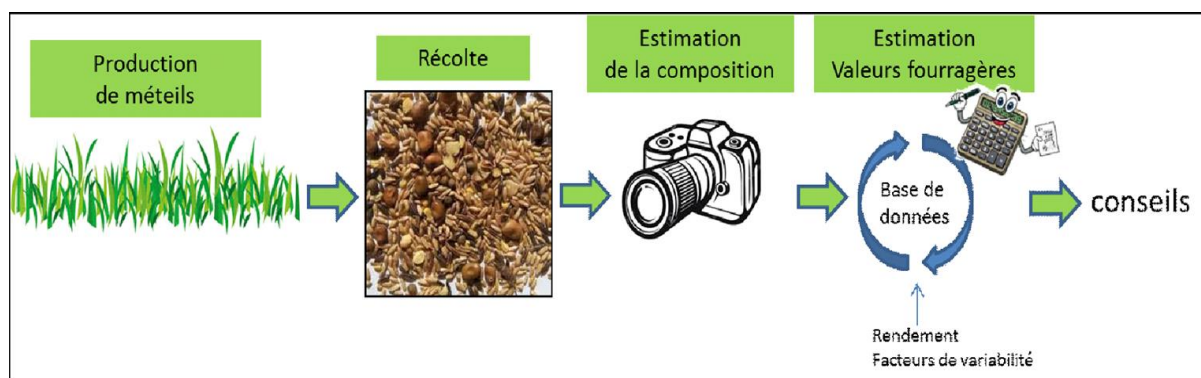 Production
de méteils
Récolte
Estimation
de la composition
Estimation
Valeurs fourragères
Base de
données
conseils
Rendement
Facteurs de variabilité